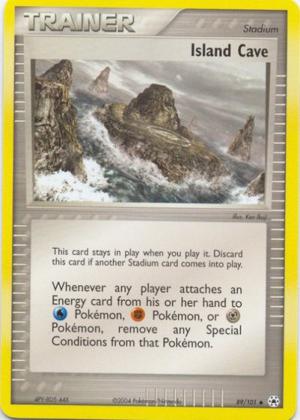 TRAINER
Stadium
Island Cave
Illus. Ken Ikuji
This card stays in play when you play it. Discard
this card if another Stadium card comes into play.
Whenever any player attaches an
Energy card from his or her hand to
Pokémon, Pokémon, or
Pokémon, remove any Special
Conditions from that Pokémon.
©2004 Pokémon/Nintendo
89/101 ◆